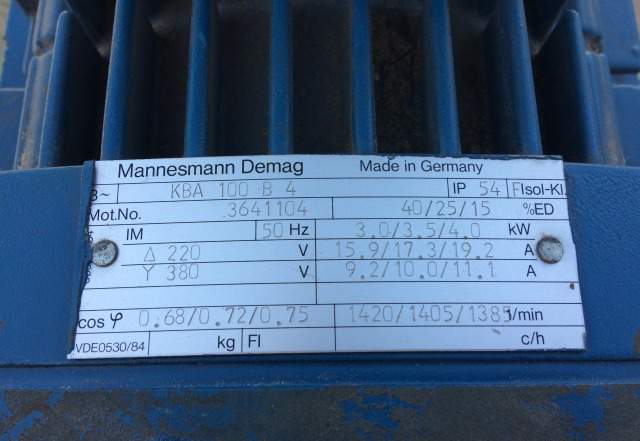 Mannesmann Demag Made in Germany
3~ KBA 100 B 4 IP 54 F Isol-Kl.
Mot.No. 3641104 40/25/15 %ED
IM 50 Hz 3.0/3.5/4.0 kW
Δ 220 V 15.9/17.3/19.2 A
Y 380 V 9.2/10.0/11.1 A
cos φ 0.68/0.72/0.75 1420/1405/1385 1/min
VDE0530/84 kg FI c/h